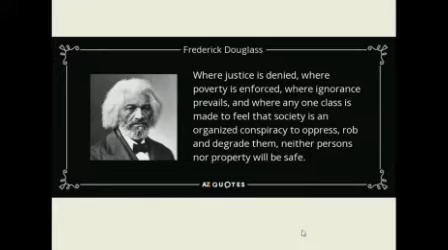 Frederick Douglass
Where justice is denied, where
poverty is enforced, where ignorance
prevails, and where any one class is
made to feel that society is an
organized conspiracy to oppress, rob
and degrade them, neither persons
nor property will be safe.
AZ QUOTES